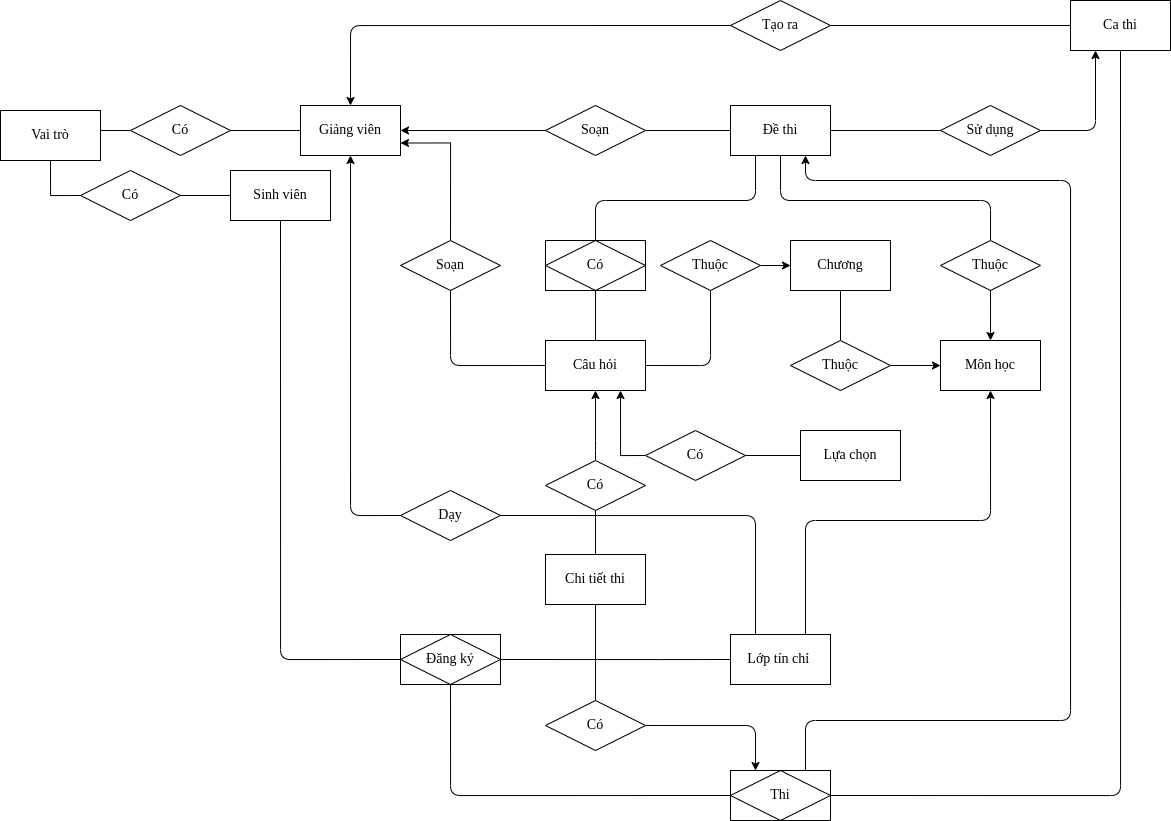 Tạo ra
Ca thi
Vai trò
Có
Giảng viên
Soạn
Đề thi
Sử dụng
Có
Sinh viên
Soạn
Có
Thuộc
Chương
Thuộc
Câu hỏi
Thuộc
Môn học
Có
Lựa chọn
Có
Dạy
Chi tiết thi
Đăng ký
Lớp tín chỉ
Có
Thi